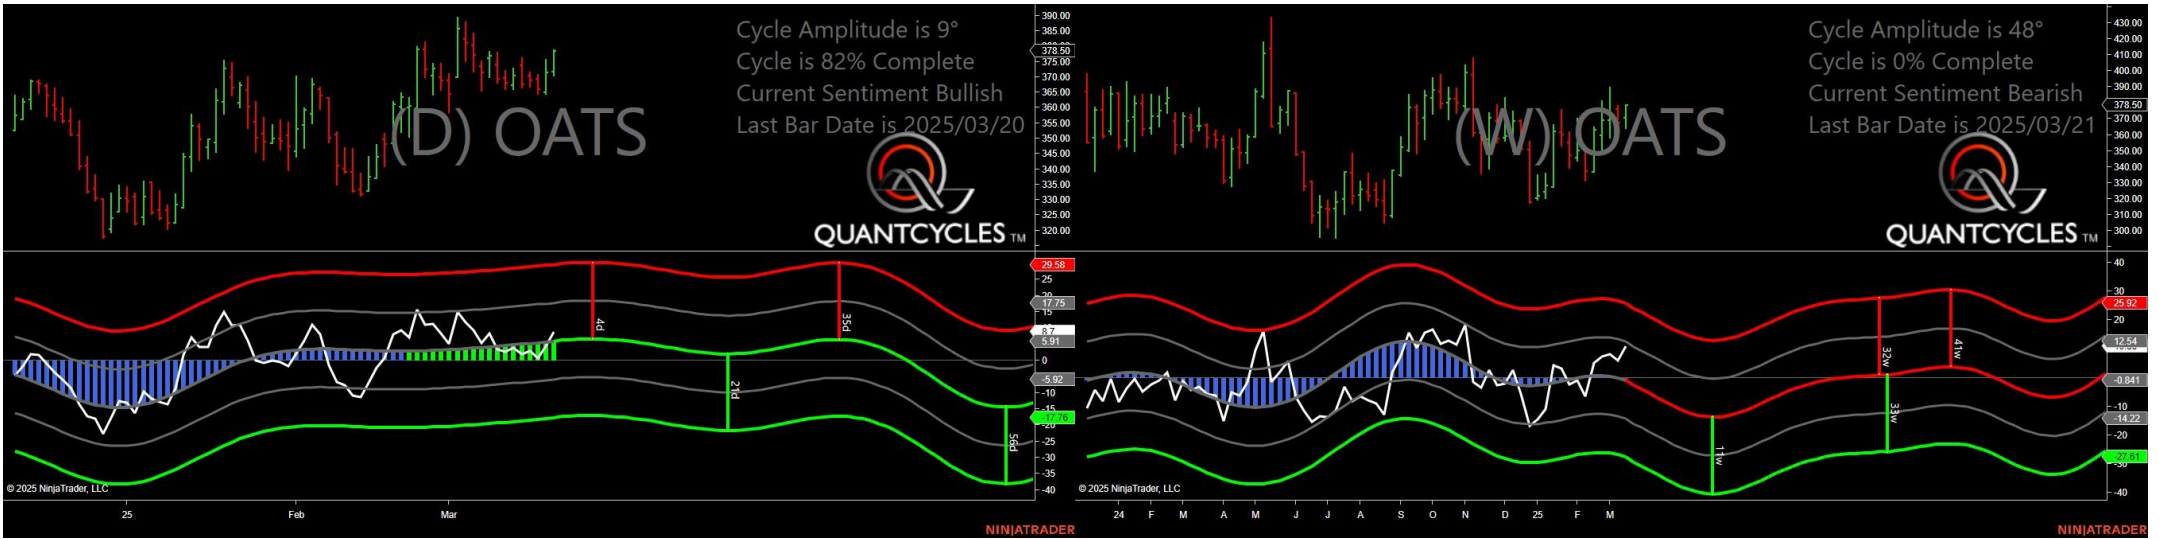 Cycle Amplitude is 9°
Cycle is 82% Complete
Current Sentiment Bullish
Last Bar Date is 2025/03/20
(D) OATS
QUANTCYCLES TM
390.00
385.00
378.50
375.00
370.00
365.00
360.00
355.00
350.00
345.00
340.00
335.00
330.00
325.00
320.00
29.58
25
17.75
15
8.7
5.91
0
-5.92
-10
-15
-17.76
-20
-25
-30
-35
-40
4d
21d
35d
56d
© 2025 NinjaTrader, LLC
25 Feb Mar
NINJATRADER
Cycle Amplitude is 48°
Cycle is 0% Complete
Current Sentiment Bearish
Last Bar Date is 2025/03/21
(W) OATS
QUANTCYCLES TM
430.00
420.00
410.00
400.00
390.00
378.50
370.00
360.00
350.00
340.00
330.00
320.00
310.00
300.00
40
30
25.92
20
12.54
-0.841
-10
-14.22
-20
-27.61
-30
-40
11w
32w
33w
41w
© 2025 NinjaTrader, LLC
24 F M A M J J A S O N D 25 F M
NINJATRADER